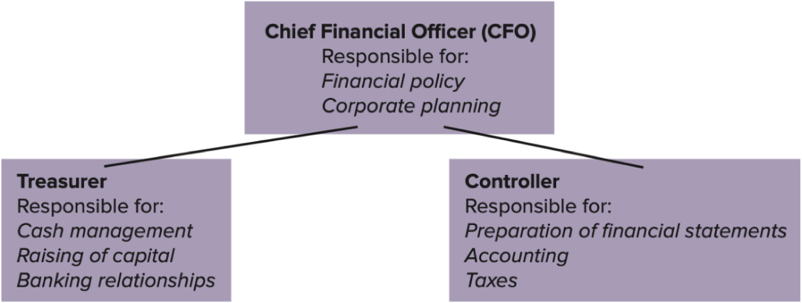 Chief Financial Officer (CFO)
Responsible for:
Financial policy
Corporate planning
Treasurer
Responsible for:
Cash management
Raising of capital
Banking relationships
Controller
Responsible for:
Preparation of financial statements
Accounting
Taxes